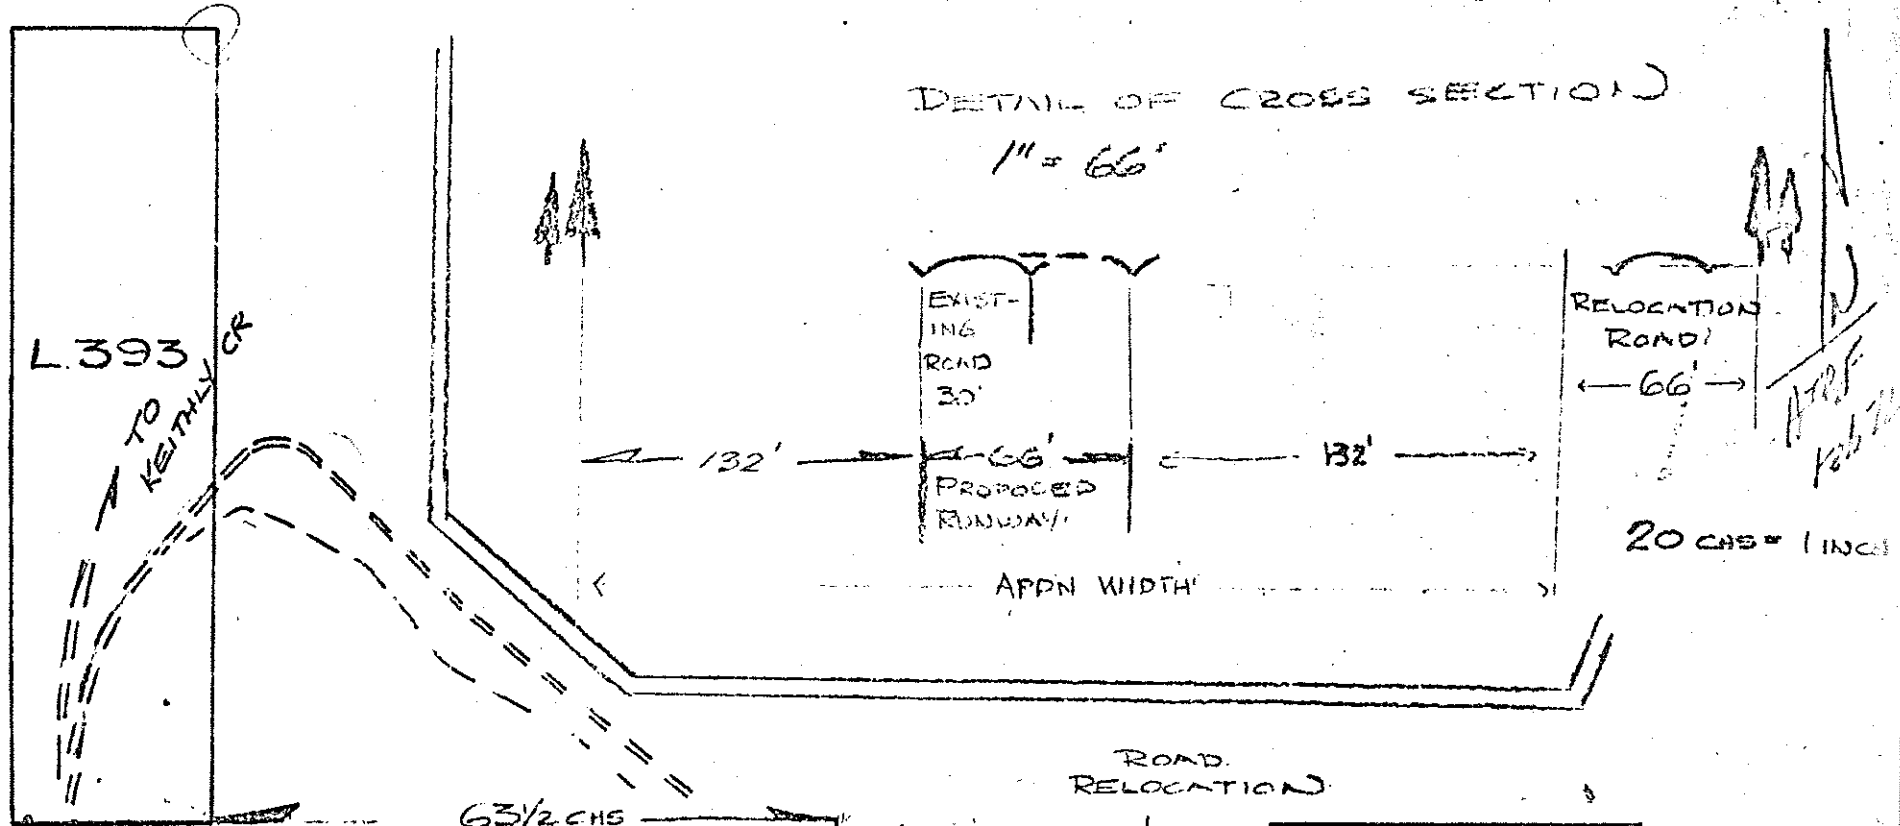 DETAIL OF CROSS SECTION
1" = 66'
L.393
TO
KEITHLY CR
EXIST-
ING
ROAD
30'
RELOCATION
ROAD
66'
132'
66'
132'
PROPOSED
RUNWAY
20 CHS = 1 INCH
APPN WIDTH
ROAD
RELOCATION
63½ CHS
N